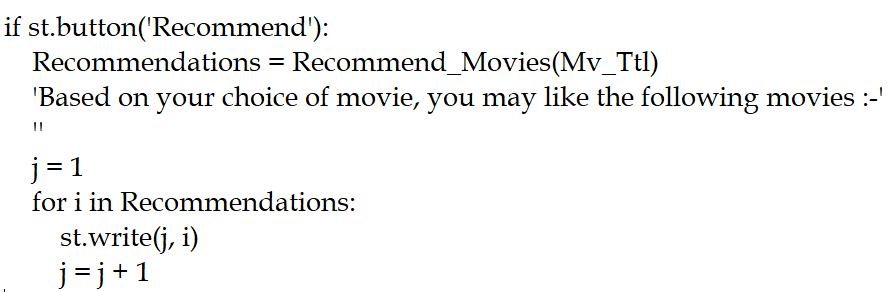 if st.button('Recommend'):
Recommendations = Recommend_Movies(Mv_Ttl)
'Based on your choice of movie, you may like the following movies :-'
''
j = 1
for i in Recommendations:
st.write(j, i)
j = j + 1